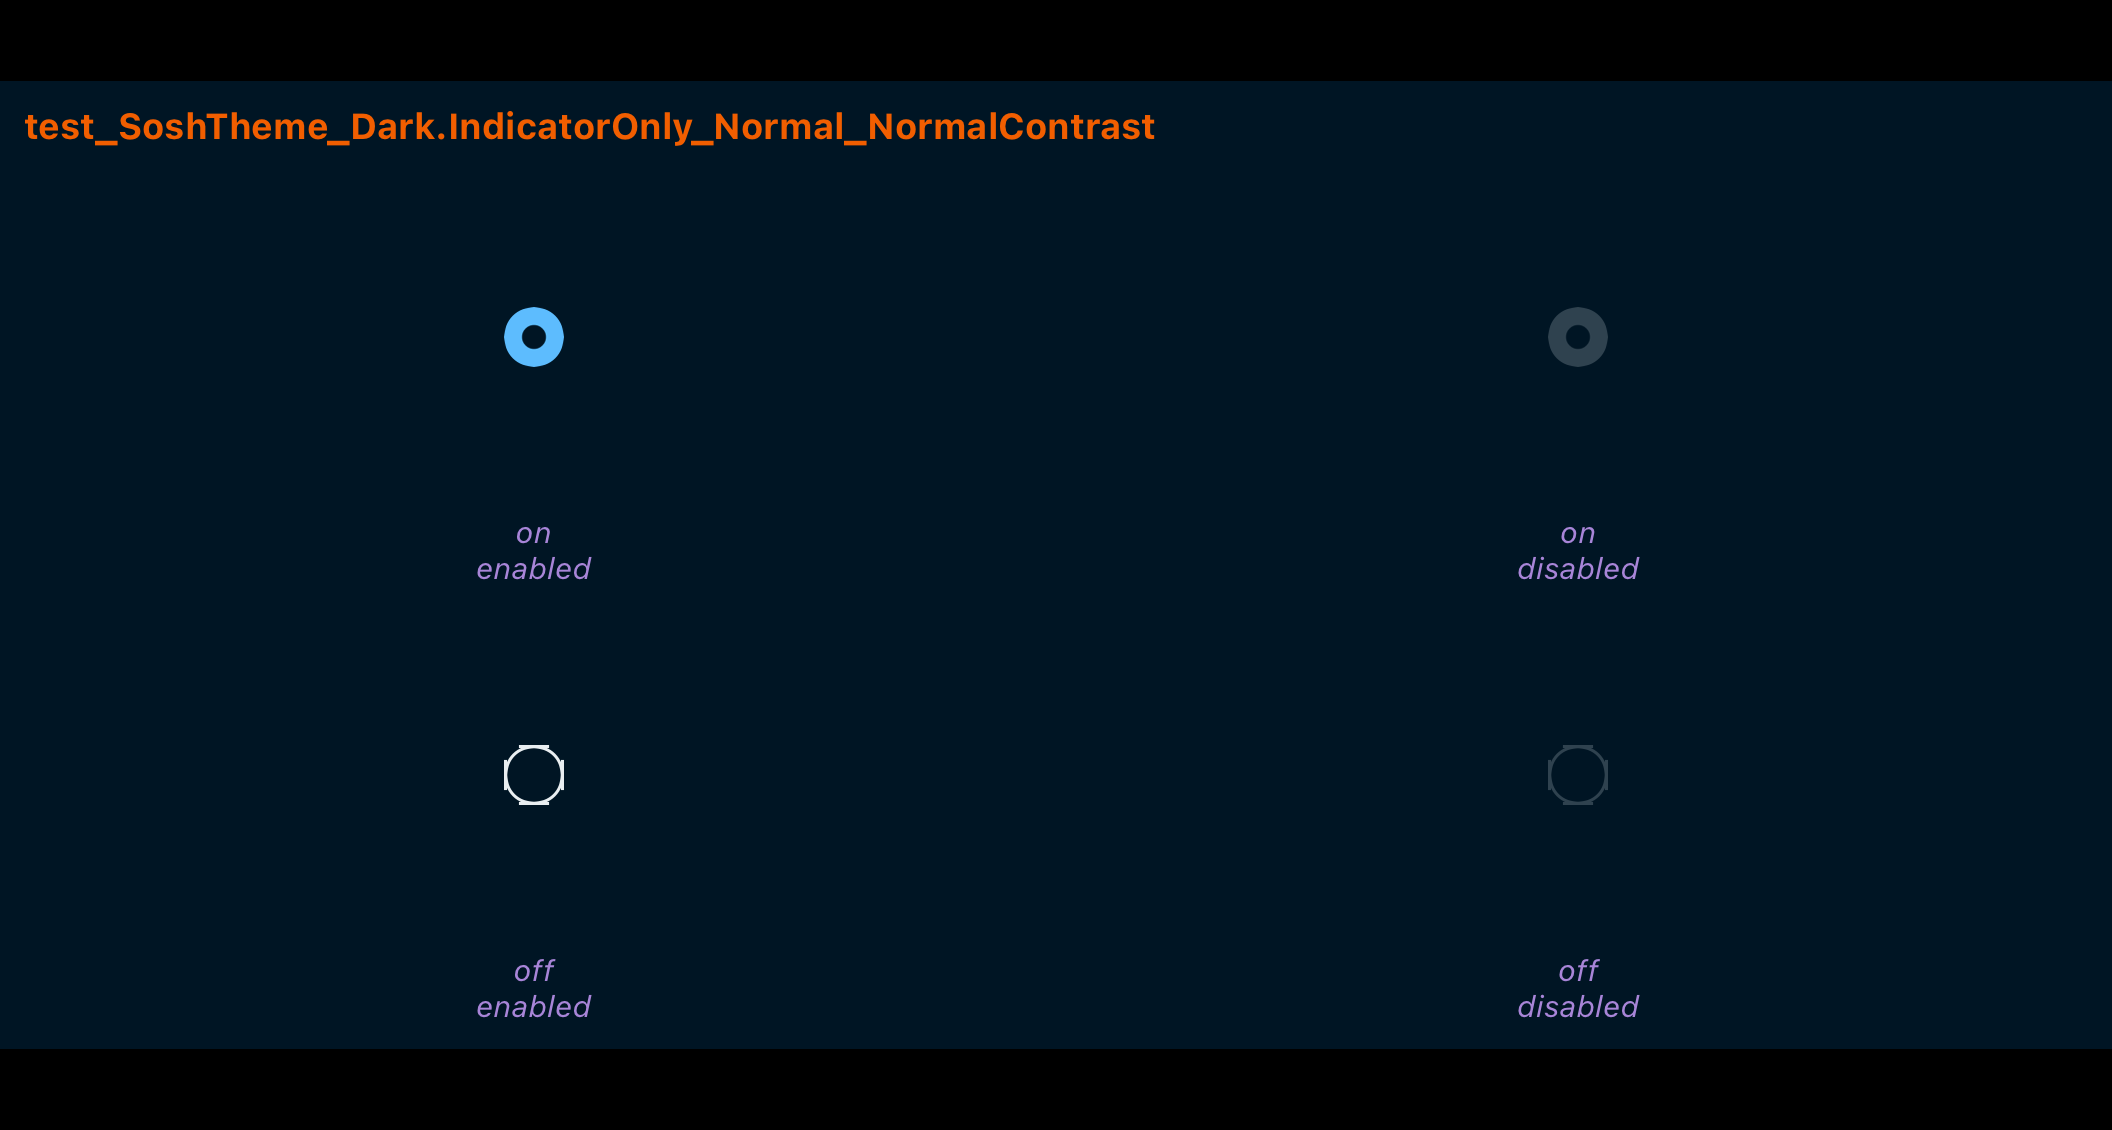 test_SoshTheme_Dark.IndicatorOnly_Normal_NormalContrast
on
enabled
on
disabled
off
enabled
off
disabled